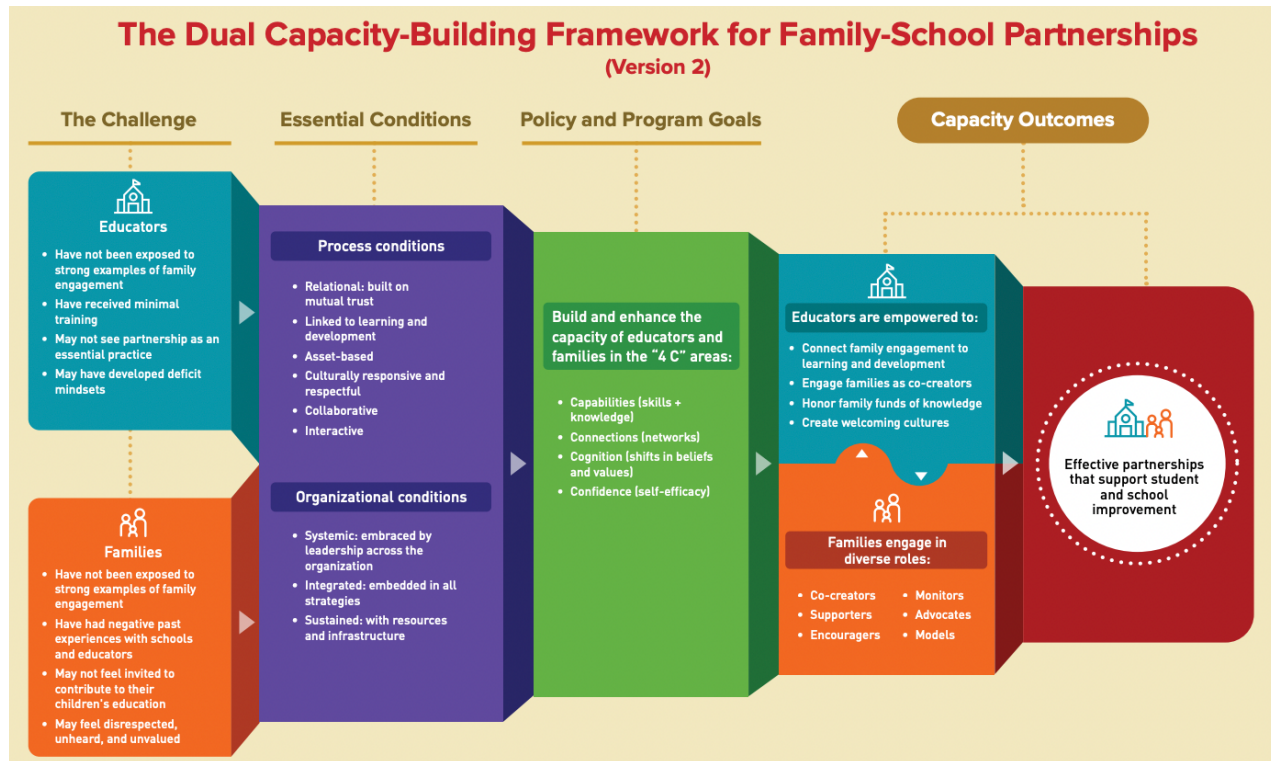 The Dual Capacity-Building Framework for Family-School Partnerships
(Version 2)
The Challenge
Essential Conditions
Policy and Program Goals
Capacity Outcomes
Educators
• Have not been exposed to
strong examples of family
engagement
• Have received minimal
training
• May not see partnership as an
essential practice
• May have developed deficit
mindsets
Families
• Have not been exposed to
strong examples of family
engagement
• Have had negative past
experiences with schools
and educators
• May not feel invited to
contribute to their
children's education
• May feel disrespected,
unheard, and unvalued
Process conditions
• Relational: built on
mutual trust
• Linked to learning and
development
• Asset-based
• Culturally responsive and
respectful
• Collaborative
• Interactive
Organizational conditions
• Systemic: embraced by
leadership across the
organization
• Integrated: embedded in all
strategies
• Sustained: with resources
and infrastructure
Build and enhance the
capacity of educators and
families in the "4 C" areas:
• Capabilities (skills +
knowledge)
• Connections (networks)
• Cognition (shifts in beliefs
and values)
• Confidence (self-efficacy)
Educators are empowered to:
• Connect family engagement to
learning and development
• Engage families as co-creators
• Honor family funds of knowledge
• Create welcoming cultures
Families engage in
diverse roles:
• Co-creators
• Supporters
• Encouragers
• Monitors
• Advocates
• Models
Effective partnerships
that support student
and school
improvement